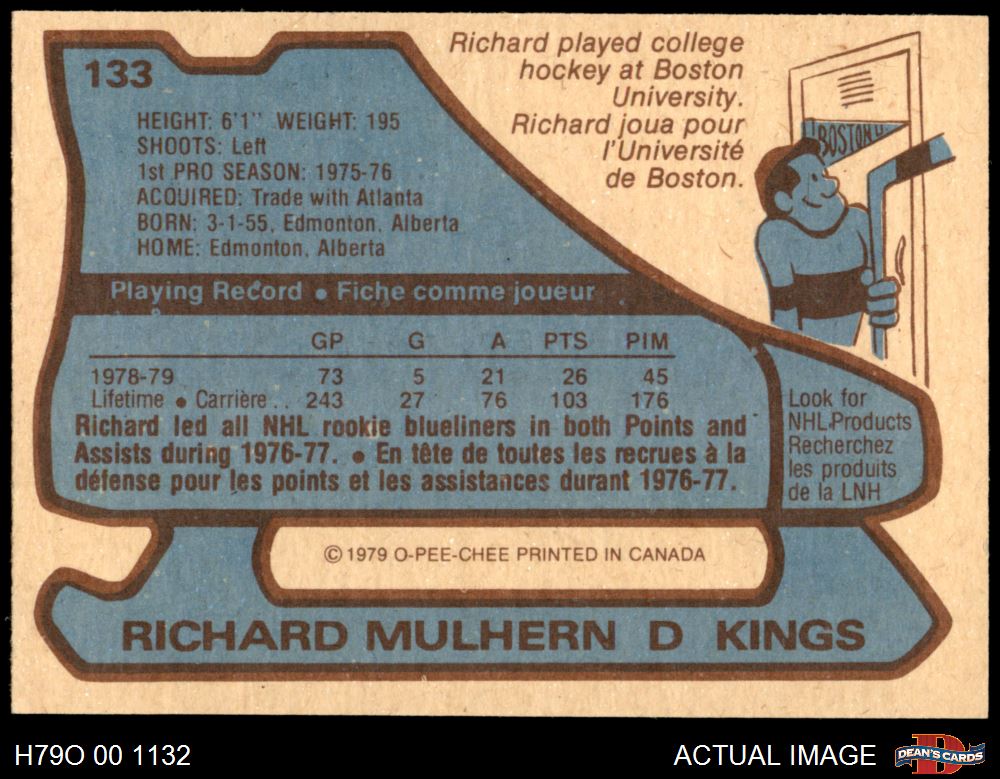 133
Richard played college
hockey at Boston
University.
Richard joua pour
l'Université
de Boston.
BOSTON U
HEIGHT: 6'1" WEIGHT: 195
SHOOTS: Left
1st PRO SEASON: 1975-76
ACQUIRED: Trade with Atlanta
BORN: 3-1-55, Edmonton, Alberta
HOME: Edmonton, Alberta
Playing Record • Fiche comme joueur
GP G A PTS PIM
1978-79 73 5 21 26 45
Lifetime • Carrière .. 243 27 76 103 176
Richard led all NHL rookie blueliners in both Points and
Assists during 1976-77. • En tête de toutes les recrues à la
défense pour les points et les assistances durant 1976-77.
Look for
NHL Products
Recherchez
les produits
de la LNH
© 1979 O-PEE-CHEE PRINTED IN CANADA
RICHARD MULHERN D KINGS
H79O 00 1132
ACTUAL IMAGE
D
DEAN'S CARDS